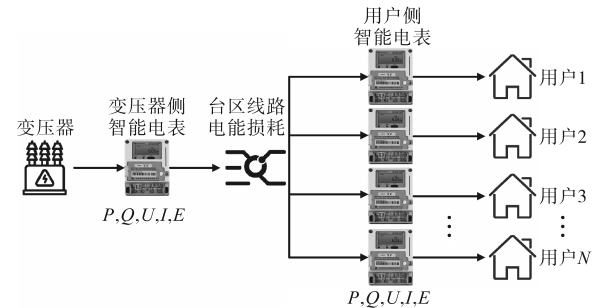 用户侧
智能电表
变压器
变压器侧
智能电表
台区线路
电能损耗
用户1
用户2
用户3
用户N
P,Q,U,I,E
P,Q,U,I,E